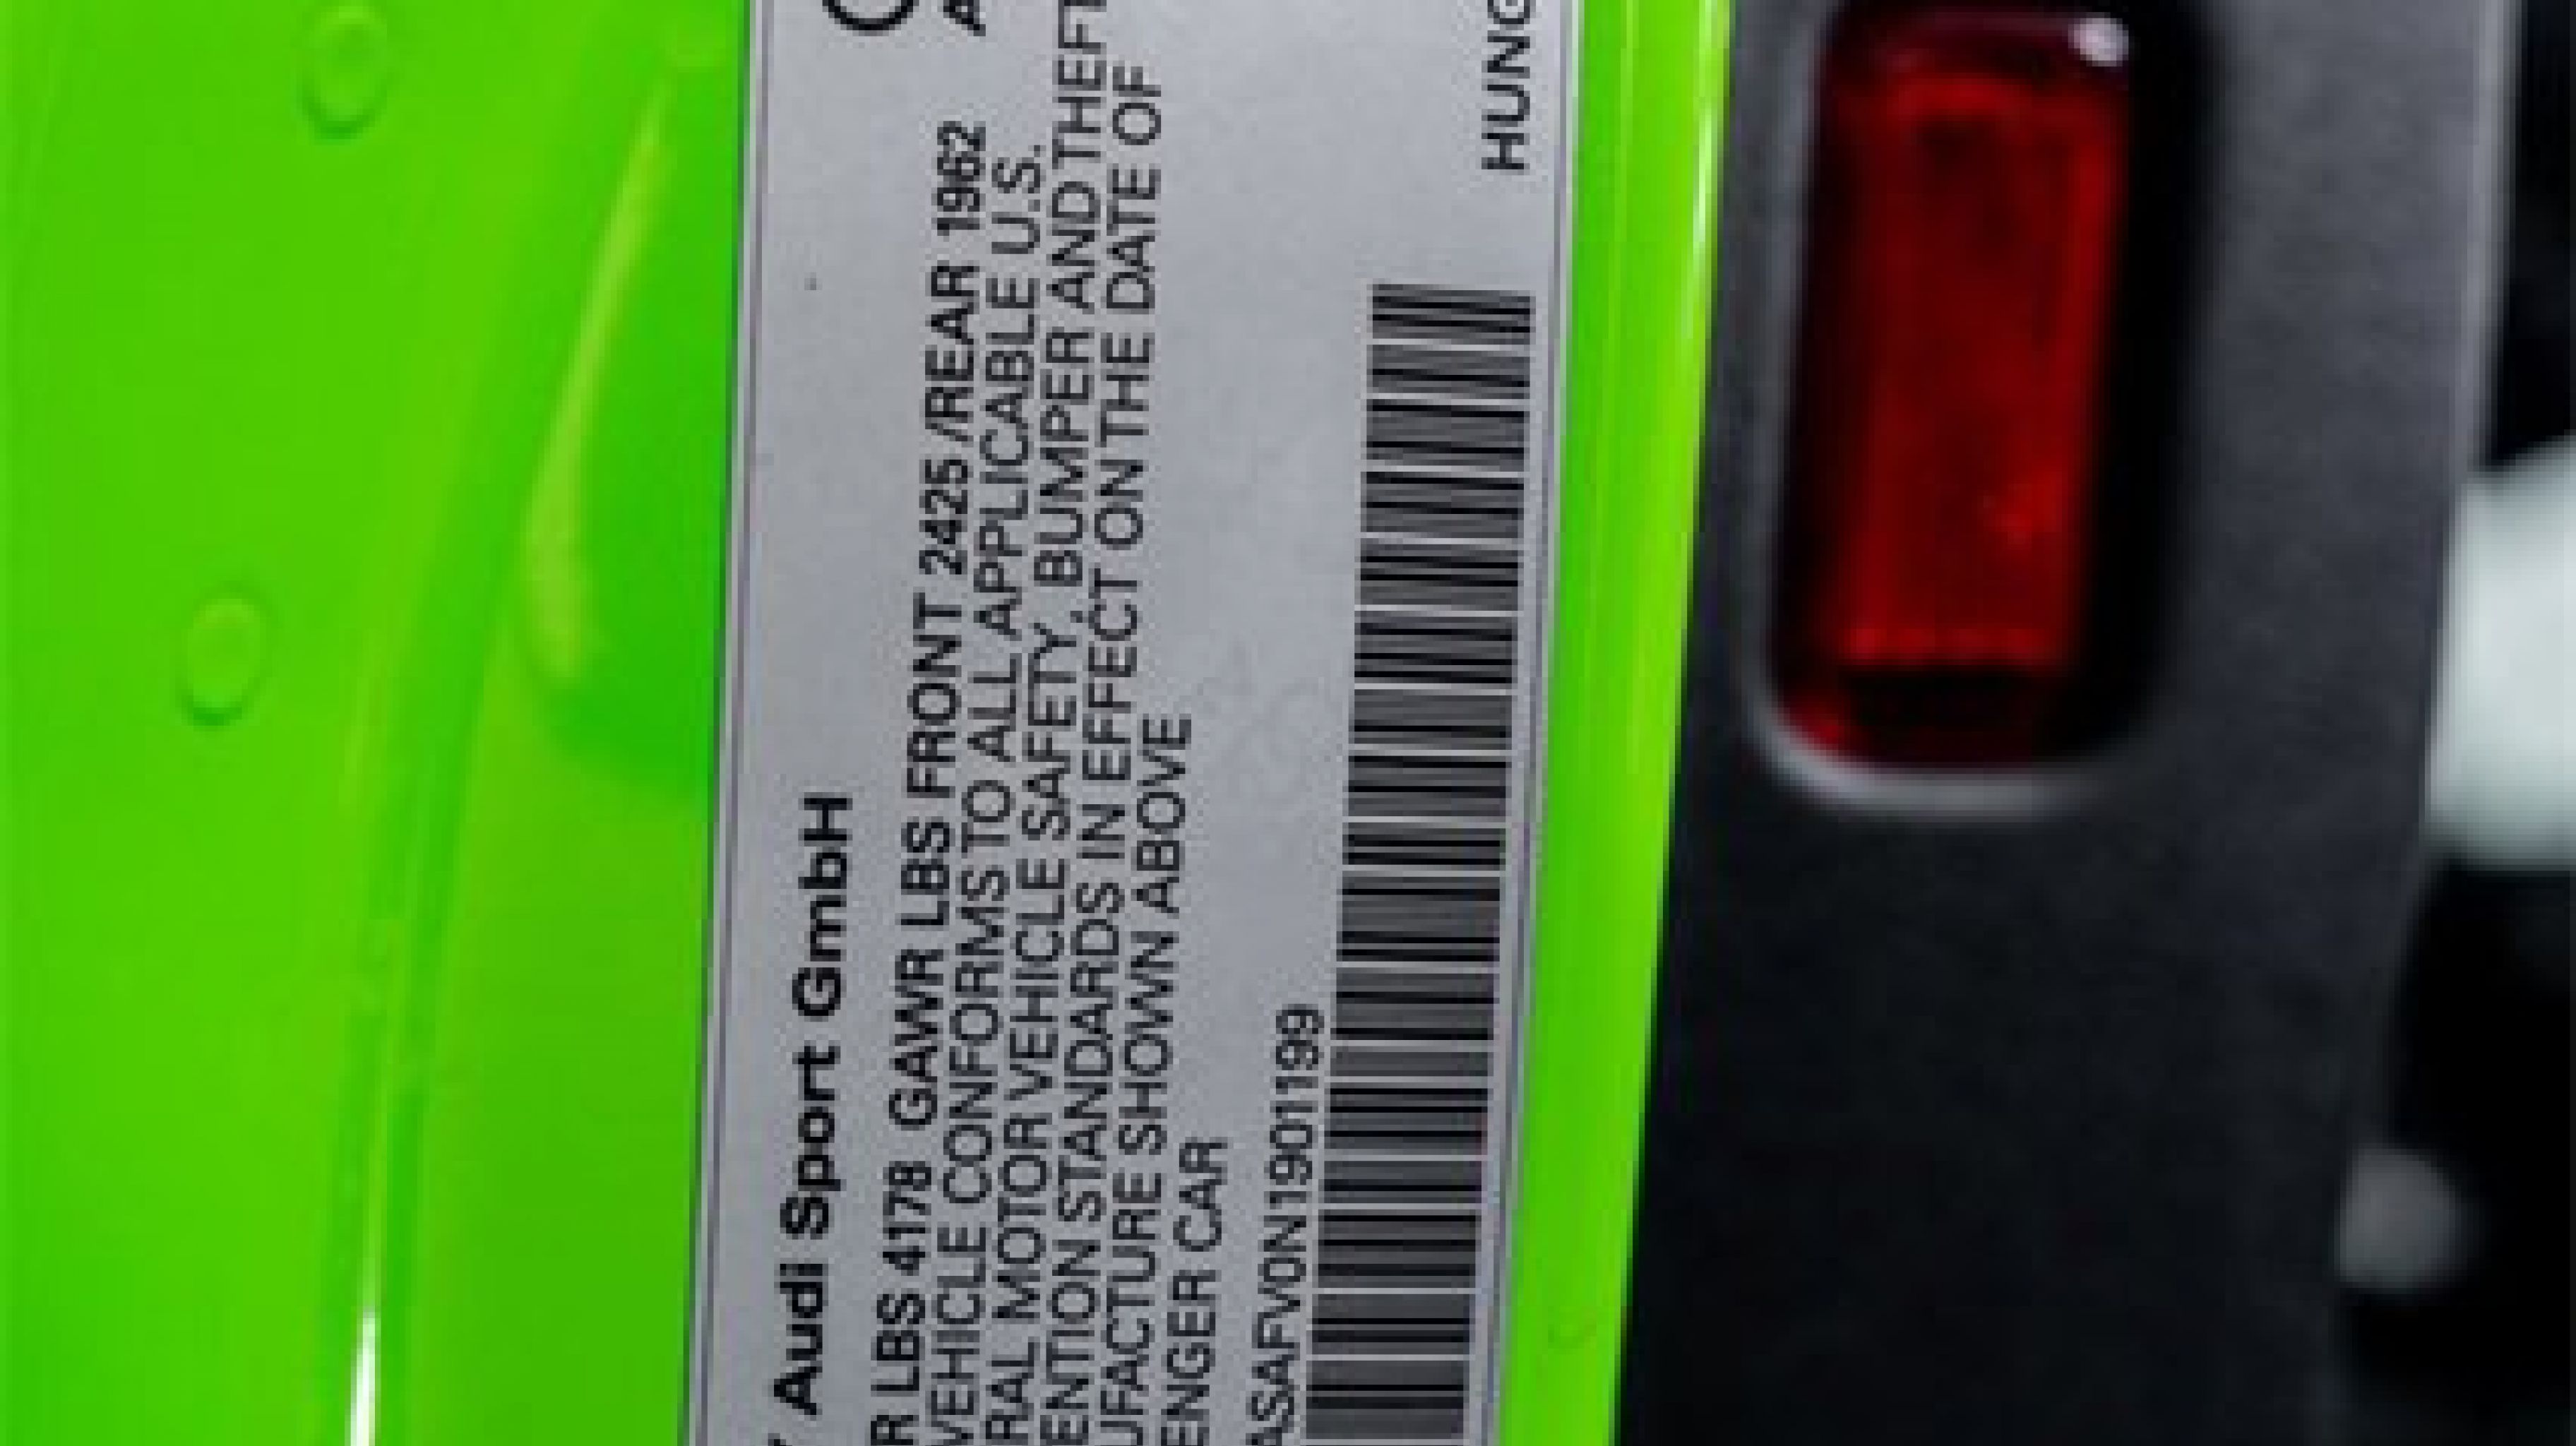 Audi Sport GmbH
R LBS 4178 GAWR LBS FRONT 2425 /REAR 1962
VEHICLE CONFORMS TO ALL APPLICABLE U.S.
RAL MOTOR VEHICLE SAFETY, BUMPER AND THEFT
ENTION STANDARDS IN EFFECT ON THE DATE OF
UFACTURE SHOWN ABOVE
ENGER CAR
ASAFV0N1901199
HUNG